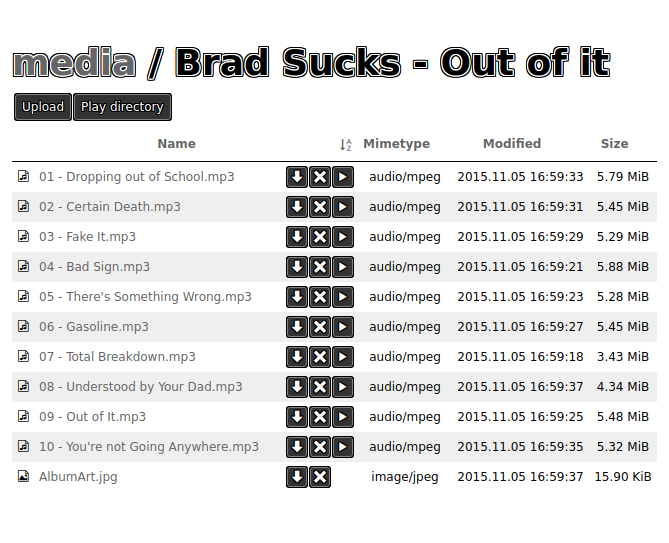 media / Brad Sucks - Out of it
Upload Play directory
Name Mimetype Modified Size
01 - Dropping out of School.mp3 audio/mpeg 2015.11.05 16:59:33 5.79 MiB
02 - Certain Death.mp3 audio/mpeg 2015.11.05 16:59:31 5.45 MiB
03 - Fake It.mp3 audio/mpeg 2015.11.05 16:59:29 5.29 MiB
04 - Bad Sign.mp3 audio/mpeg 2015.11.05 16:59:21 5.88 MiB
05 - There's Something Wrong.mp3 audio/mpeg 2015.11.05 16:59:23 5.28 MiB
06 - Gasoline.mp3 audio/mpeg 2015.11.05 16:59:27 5.45 MiB
07 - Total Breakdown.mp3 audio/mpeg 2015.11.05 16:59:18 3.43 MiB
08 - Understood by Your Dad.mp3 audio/mpeg 2015.11.05 16:59:37 4.34 MiB
09 - Out of It.mp3 audio/mpeg 2015.11.05 16:59:25 5.48 MiB
10 - You're not Going Anywhere.mp3 audio/mpeg 2015.11.05 16:59:35 5.32 MiB
AlbumArt.jpg image/jpeg 2015.11.05 16:59:37 15.90 KiB